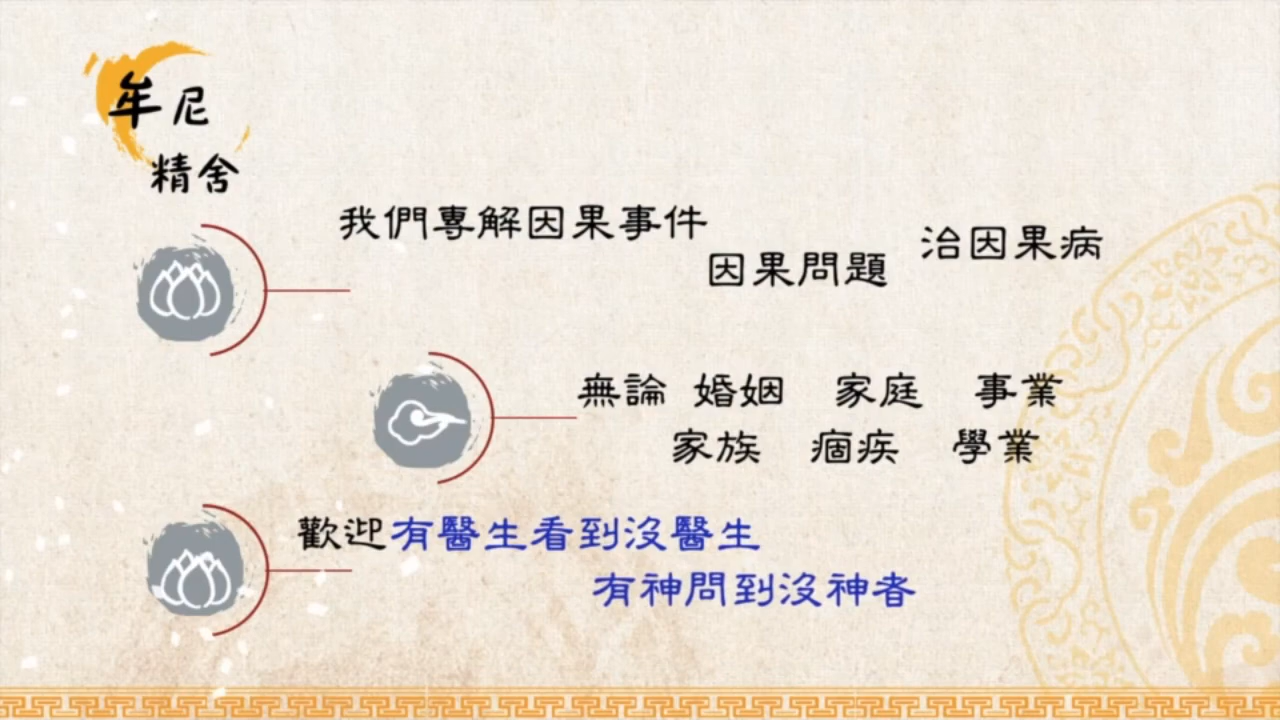 牟尼
精舍
我們專解因果事件
因果問題
治因果病
無論 婚姻 家庭 事業
家族 痼疾 學業
歡迎有醫生看到沒醫生
有神問到沒神者